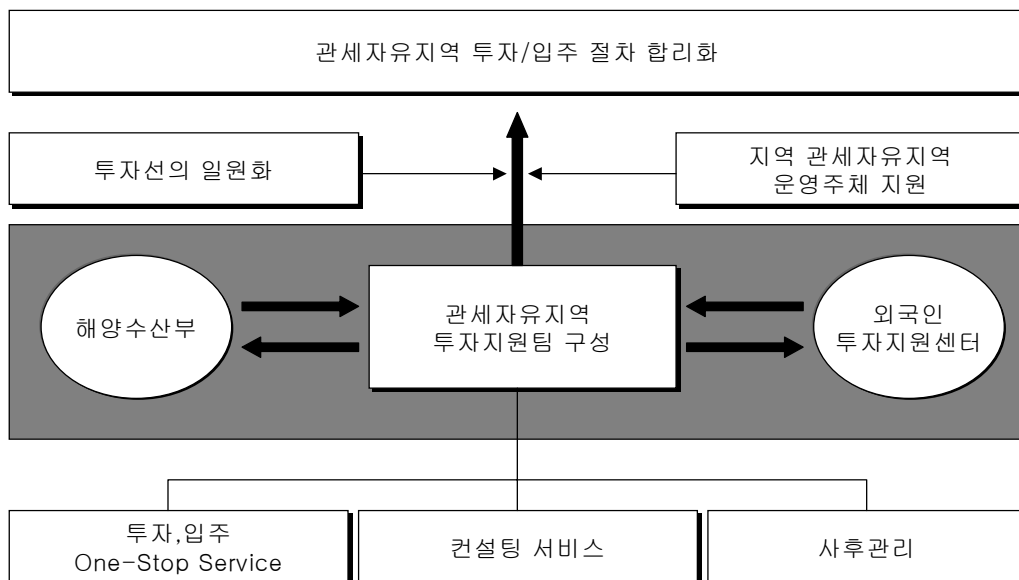 관세자유지역 투자/입주 절차 합리화
투자선의 일원화
지역 관세자유지역
운영주체 지원
해양수산부
관세자유지역
투자지원팀 구성
외국인
투자지원센터
투자,입주
One-Stop Service
컨설팅 서비스
사후관리